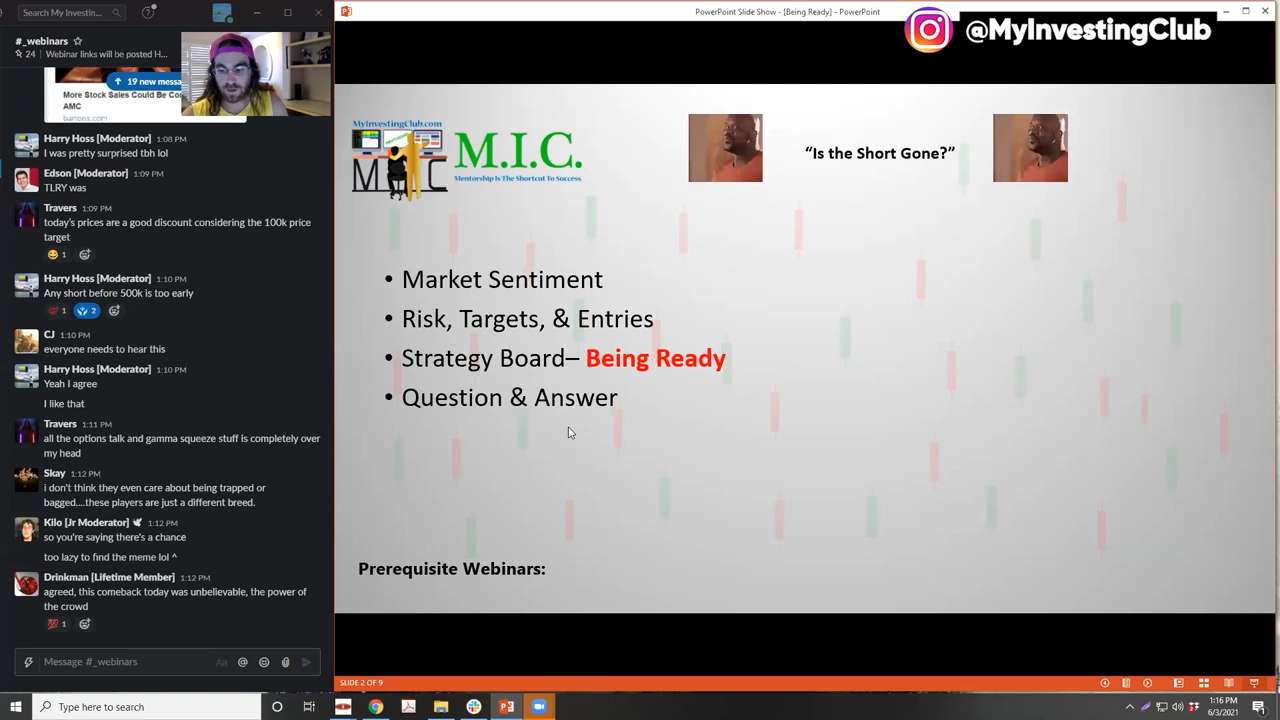 #_webinars
24 | Webinar links will be posted H...
19 new messa
More Stock Sales Could Be Co
AMC
barrons.com
Harry Hoss [Moderator] 1:08 PM
I was pretty surprised tbh lol
Edson [Moderator] 1:09 PM
TLRY was
Travers 1:09 PM
today's prices are a good discount considering the 100k price
target
1
Harry Hoss [Moderator] 1:10 PM
Any short before 500k is too early
1 2
CJ 1:10 PM
everyone needs to hear this
Harry Hoss [Moderator] 1:10 PM
Yeah I agree
I like that
Travers 1:11 PM
all the options talk and gamma squeeze stuff is completely over
my head
Skay 1:12 PM
i don't think they even care about being trapped or
bagged....these players are just a different breed.
Kilo [Jr Moderator] 1:12 PM
so you're saying there's a chance
too lazy to find the meme lol ^
Drinkman [Lifetime Member] 1:12 PM
agreed, this comeback today was unbelievable, the power of
the crowd
1
Message #_webinars
Aa @
PowerPoint Slide Show - [Being Ready] - PowerPoint
@MyInvestingClub
MyInvestingClub.com
M.I.C.
Mentorship Is The Shortcut To Success.
“Is the Short Gone?”
• Market Sentiment
• Risk, Targets, & Entries
• Strategy Board– Being Ready
• Question & Answer
Prerequisite Webinars:
SLIDE 2 OF 9
Type here to search
1:16 PM
6/3/2021
1